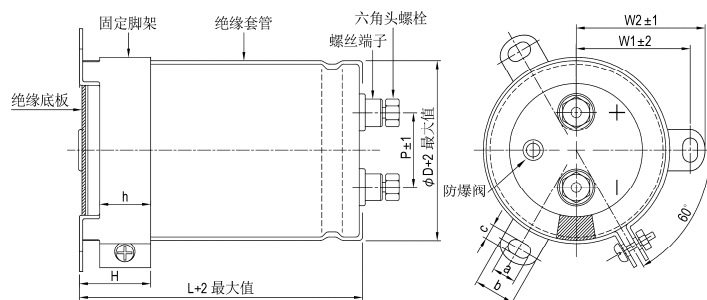 固定脚架
绝缘套管
六角头螺栓
螺丝端子
绝缘底板
h
H
L+2 最大值
P±1
φD+2 最大值
W2±1
W1±2
防爆阀
+
−
60°
c
a
b